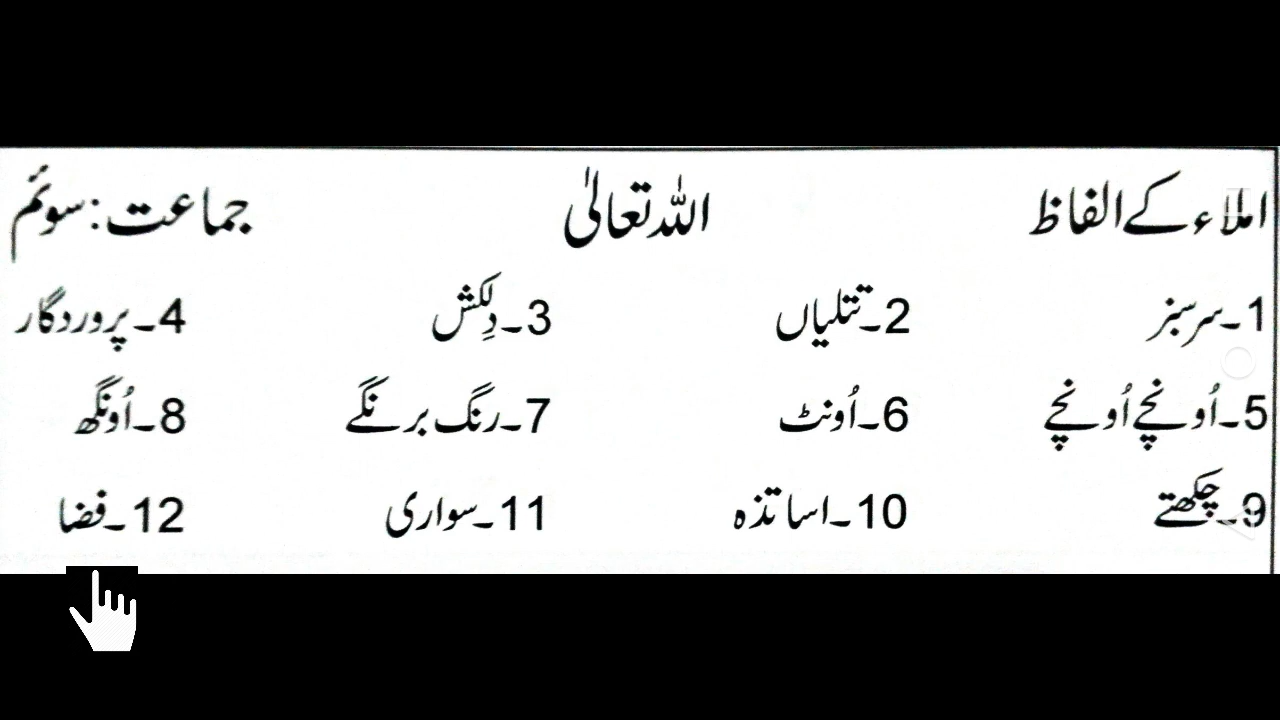 املاء کے الفاظ اللہ تعالیٰ جماعت: سوئم
1۔سرسبز 2۔تتلیاں 3۔دِلکش 4۔پروردگار
5۔اُونچے اُونچے 6۔اُونٹ 7۔رنگ برنگے 8۔اُونگھ
9۔چکھتے 10۔اساتذہ 11۔سواری 12۔فضا